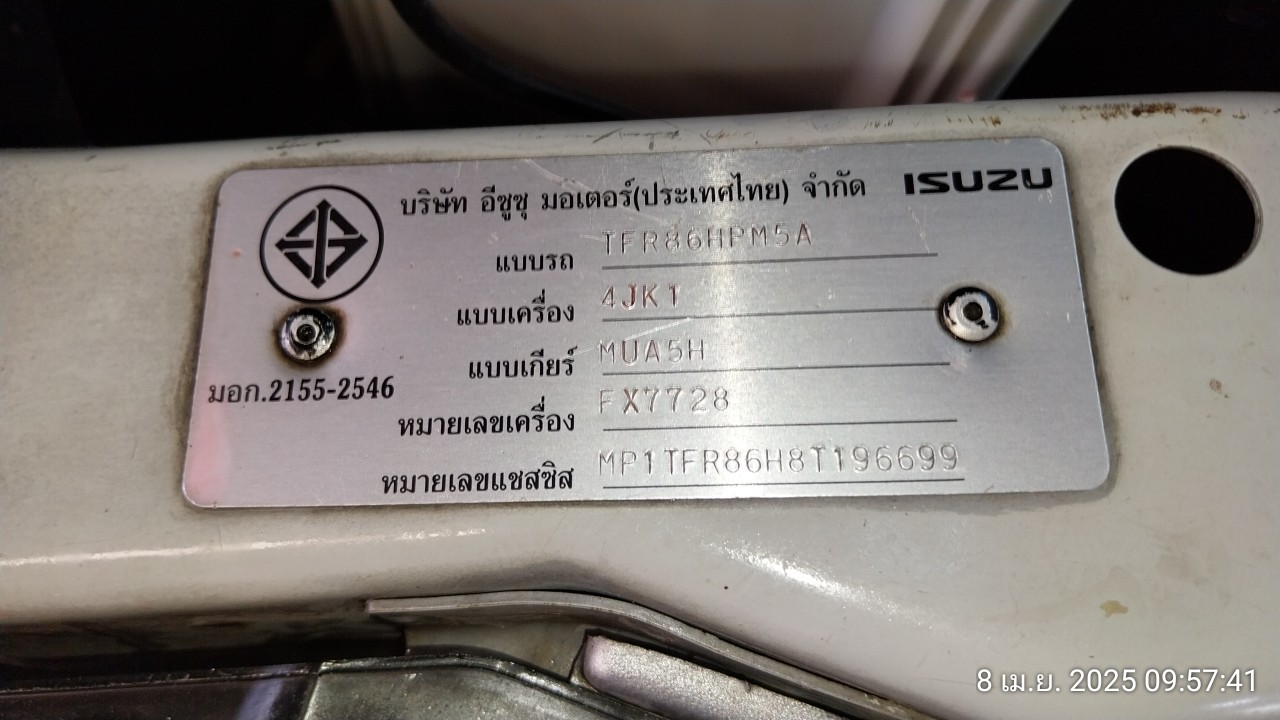 บริษัท อีซูซุ มอเตอร์(ประเทศไทย) จำกัด ISUZU
แบบรถ TFR86HPM5A
แบบเครื่อง 4JK1
แบบเกียร์ MUA5H
มอก.2155-2546
หมายเลขเครื่อง FX7728
หมายเลขแชสซิส MP1TFR86H8T196699
8 เม.ย. 2025 09:57:41